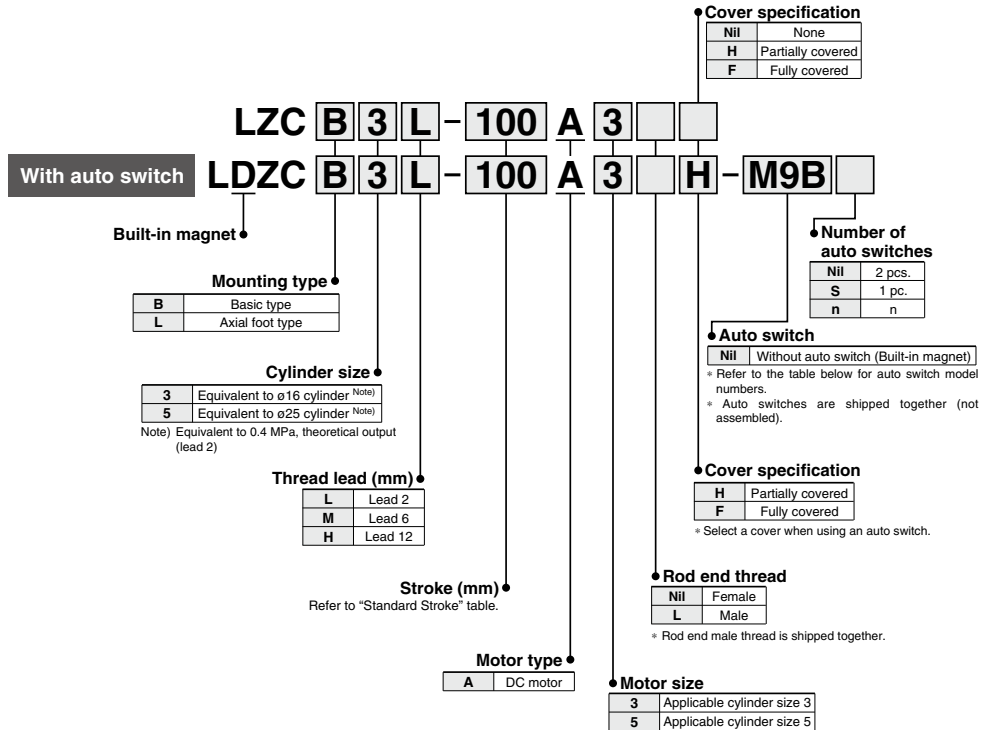 Cover specification
Nil None
H Partially covered
F Fully covered
LZC B 3 L - 100 A 3
With auto switch LDZC B 3 L - 100 A 3 H - M9B
Built-in magnet
Number of
auto switches
Nil 2 pcs.
S 1 pc.
n n
Mounting type
B Basic type
L Axial foot type
Auto switch
Nil Without auto switch (Built-in magnet)
* Refer to the table below for auto switch model
numbers.
* Auto switches are shipped together (not
assembled).
Cylinder size
3 Equivalent to ø16 cylinder Note)
5 Equivalent to ø25 cylinder Note)
Note) Equivalent to 0.4 MPa, theoretical output
(lead 2)
Cover specification
H Partially covered
F Fully covered
* Select a cover when using an auto switch.
Thread lead (mm)
L Lead 2
M Lead 6
H Lead 12
Rod end thread
Nil Female
L Male
* Rod end male thread is shipped together.
Stroke (mm)
Refer to “Standard Stroke” table.
Motor type
A DC motor
Motor size
3 Applicable cylinder size 3
5 Applicable cylinder size 5